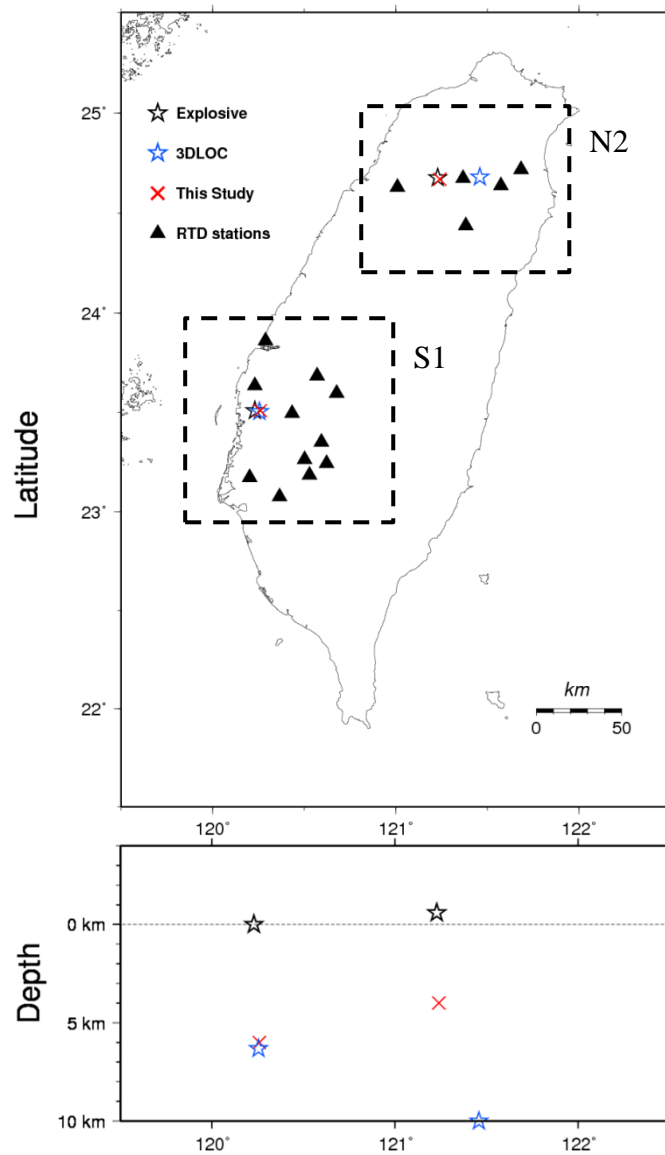 25°
Explosive
N2
3DLOC
This Study
RTD stations
24°
S1
Latitude
23°
km
22°
0 50
120° 121° 122°
0 km
Depth
5 km
10 km
120° 121° 122°